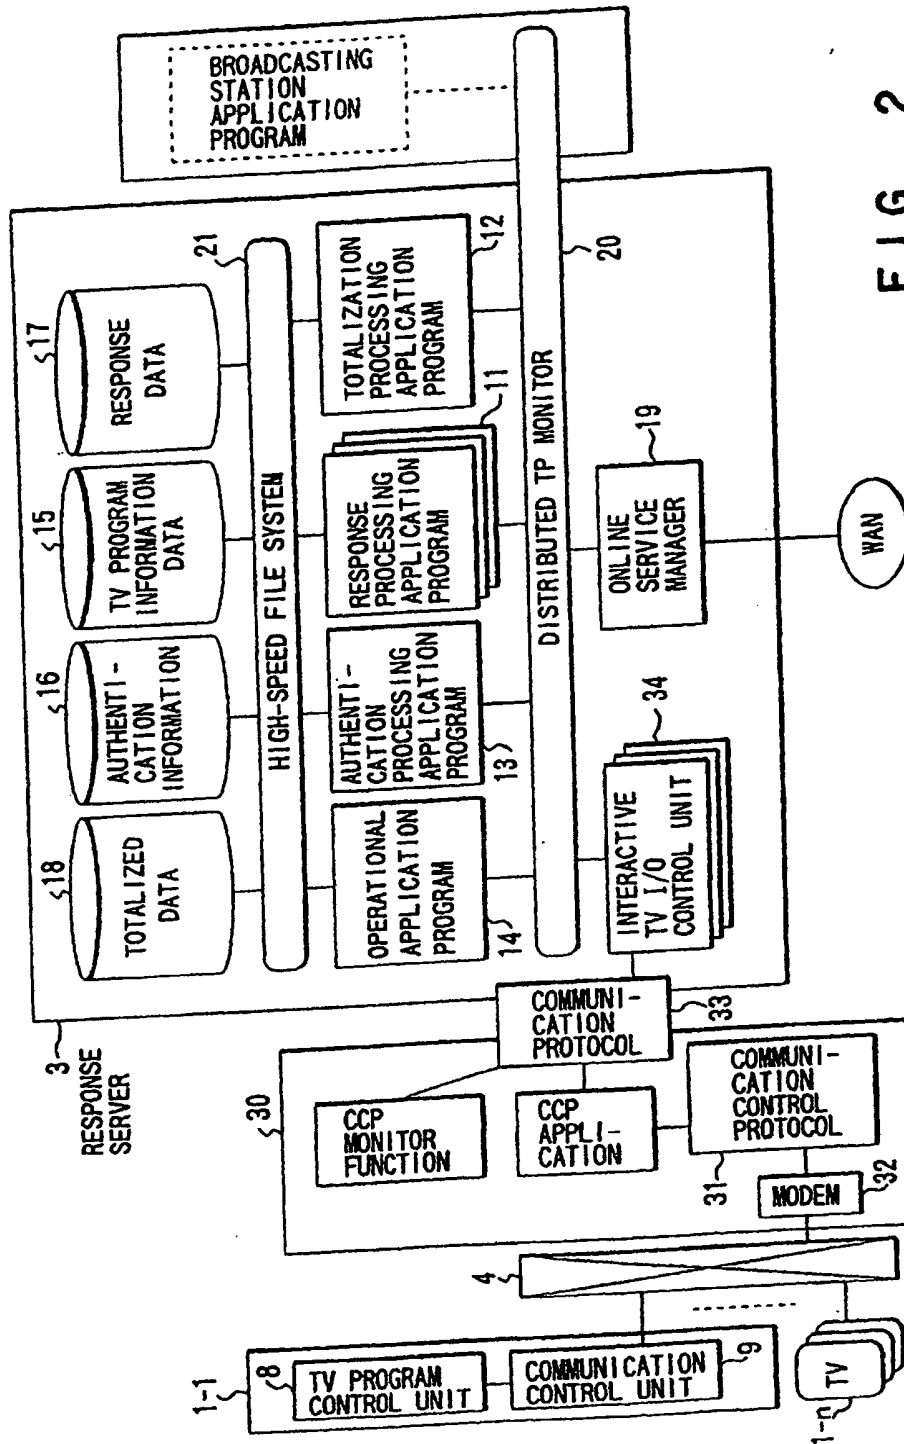 BROADCASTING
STATION
APPLICATION
PROGRAM
17
RESPONSE
DATA
15
TV PROGRAM
INFORMATION
DATA
16
AUTHENTI-
CATION
INFORMATION
18
TOTALIZED
DATA
21
HIGH-SPEED FILE SYSTEM
TOTALIZATION
PROCESSING
APPLICATION
PROGRAM
12
RESPONSE
PROCESSING
APPLICATION
PROGRAM
11
AUTHENTI-
CATION
PROCESSING
APPLICATION
PROGRAM
13
OPERATIONAL
APPLICATION
PROGRAM
14
DISTRIBUTED TP MONITOR
20
ONLINE
SERVICE
MANAGER
19
INTERACTIVE
TV I/O
CONTROL UNIT
34
WAN
3
RESPONSE
SERVER
30
COMMUNI-
CATION
PROTOCOL
33
CCP
MONITOR
FUNCTION
CCP
APPLI-
CATION
COMMUNI-
CATION
CONTROL
PROTOCOL
31
MODEM
32
4
1-1
8
TV PROGRAM
CONTROL UNIT
COMMUNICATION
CONTROL UNIT
9
TV
1-n
FIG 2